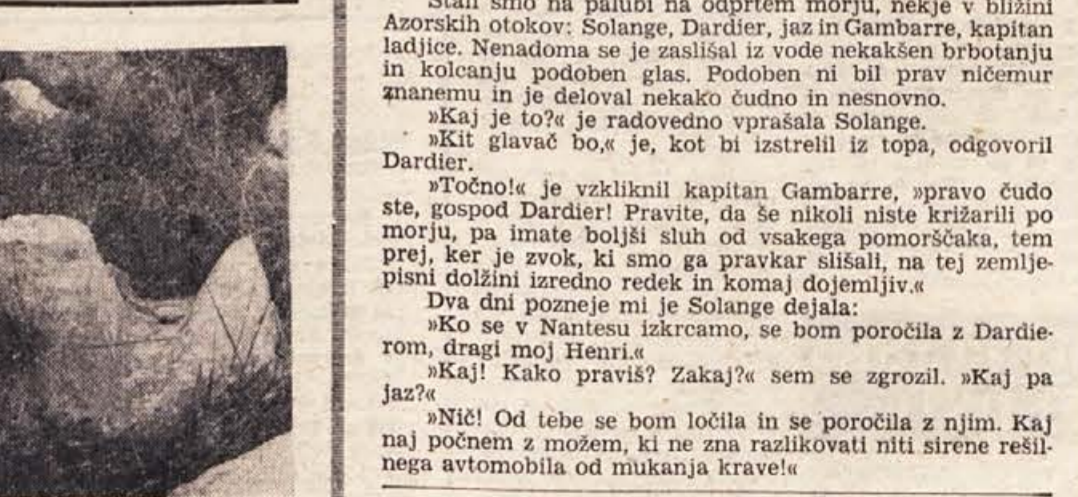 Stali smo na palubi na odprtem morju, nekje v bližini
Azorskih otokov: Solange, Dardier, jaz in Gambarre, kapitan
ladjice. Nenadoma se je zaslišal iz vode nekakšen brbotanju
in kolcanju podoben glas. Podoben ni bil prav ničemur
znanemu in je deloval nekako čudno in nesnovno.
»Kaj je to?« je radovedno vprašala Solange.
»Kit glavač bo,« je, kot bi izstrelil iz topa, odgovoril
Dardier.
»Točno!« je vzkliknil kapitan Gambarre, »pravo čudo
ste, gospod Dardier! Pravite, da še nikoli niste križarili po
morju, pa imate boljši sluh od vsakega pomorščaka, tem
prej, ker je zvok, ki smo ga pravkar slišali, na tej zemlje-
pisni dolžini izredno redek in komaj dojemljiv.«
Dva dni pozneje mi je Solange dejala:
»Ko se v Nantesu izkrcamo, se bom poročila z Dardie-
rom, dragi moj Henri.«
»Kaj! Kako praviš? Zakaj?« sem se zgrozil. »Kaj pa
jaz?«
»Nič! Od tebe se bom ločila in se poročila z njim. Kaj
naj počnem z možem, ki ne zna razlikovati niti sirene rešil-
nega avtomobila od mukanja krave!«